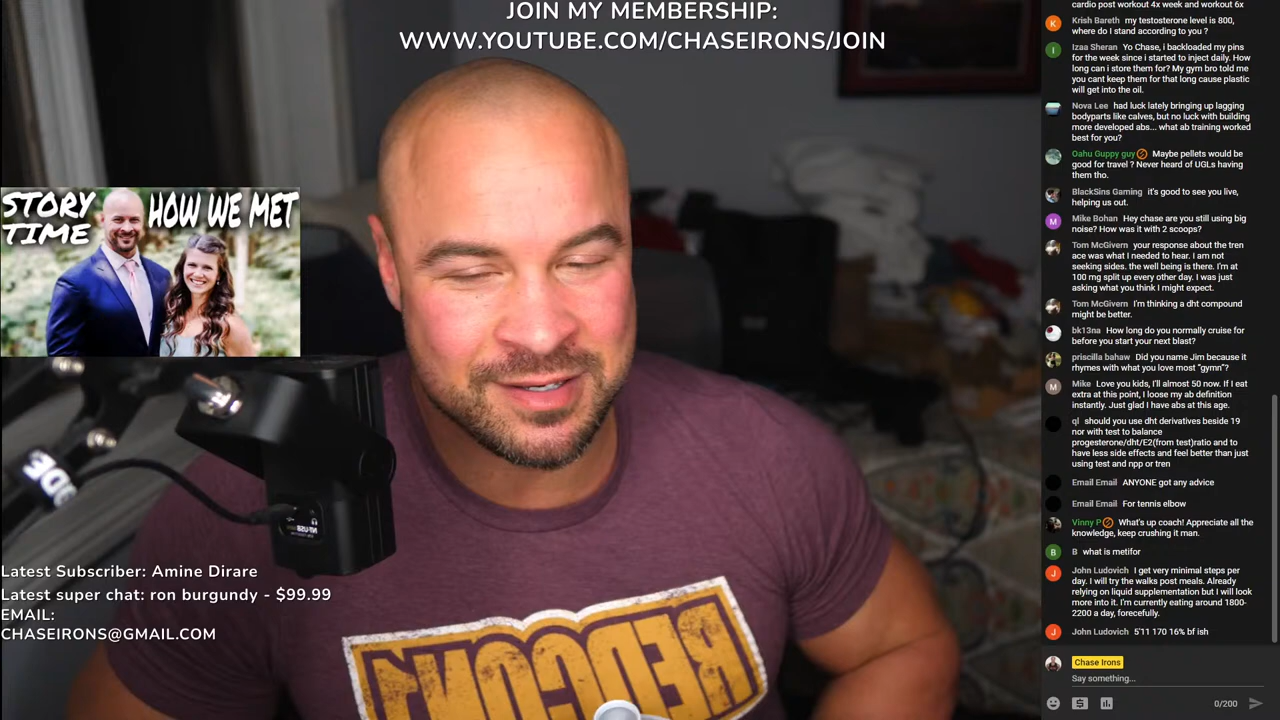 JOIN MY MEMBERSHIP:
WWW.YOUTUBE.COM/CHASEIRONS/JOIN
STORY
TIME
HOW WE MET
Latest Subscriber: Amine Dirare
Latest super chat: ron burgundy - $99.99
EMAIL:
CHASEIRONS@GMAIL.COM
REDCON
cardio post workout 4x week and workout 6x
K
Krish Bareth my testosterone level is 800,
where do I stand according to you ?
I
Izaa Sheran Yo Chase, i backloaded my pins
for the week since i started to inject daily. How
long can i store them for? My gym bro told me
you cant keep them for that long cause plastic
will get into the oil.
Nova Lee had luck lately bringing up lagging
bodyparts like calves, but no luck with building
more developed abs... what ab training worked
best for you?
Oahu Guppy guy Maybe pellets would be
good for travel ? Never heard of UGLs having
them tho.
BlackSins Gaming it's good to see you live,
helping us out.
M
Mike Bohan Hey chase are you still using big
noise? How was it with 2 scoops?
Tom McGivern your response about the tren
ace was what I needed to hear. I am not
seeking sides. the well being is there. I'm at
100 mg split up every other day. I was just
asking what you think I might expect.
Tom McGivern I'm thinking a dht compound
might be better.
bk13na How long do you normally cruise for
before you start your next blast?
priscilla bahaw Did you name Jim because it
rhymes with what you love most "gymn"?
M
Mike Love you kids, I'll almost 50 now. If I eat
extra at this point, I loose my ab definition
instantly. Just glad I have abs at this age.
ql should you use dht derivatives beside 19
nor with test to balance
progesterone/dht/E2(from test)ratio and to
have less side effects and feel better than just
using test and npp or tren
Email Email ANYONE got any advice
Email Email For tennis elbow
Vinny P What's up coach! Appreciate all the
knowledge, keep crushing it man.
B
B what is metifor
J
John Ludovich I get very minimal steps per
day. I will try the walks post meals. Already
relying on liquid supplementation but I will look
more into it. I'm currently eating around 1800-
2200 a day, forecefully.
J
John Ludovich 5'11 170 16% bf ish
Chase Irons
Say something...
0/200